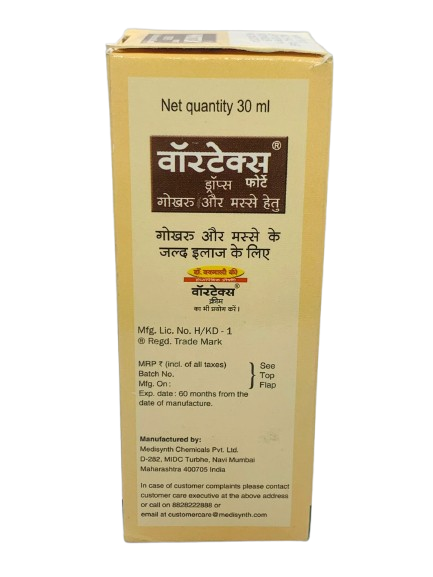 Net quantity 30 ml
वॉरटेक्स®
ड्रॉप्स फोर्टे
गोखरू और मस्से हेतु
गोखरु और मस्से के
जल्द इलाज के लिए
वॉरटेक्स®
क्रीम
का भी प्रयोग करें।
Mfg. Lic. No. H/KD - 1
® Regd. Trade Mark
MRP ₹ (incl. of all taxes)
Batch No.
Mfg. On :
See
Top
Flap
Exp. date : 60 months from the
date of manufacture.
Manufactured by:
Medisynth Chemicals Pvt. Ltd.
D-282, MIDC Turbhe, Navi Mumbai
Maharashtra 400705 India
In case of customer complaints please contact
customer care executive at the above address
or call on 8828222888 or
email at customercare@medisynth.com